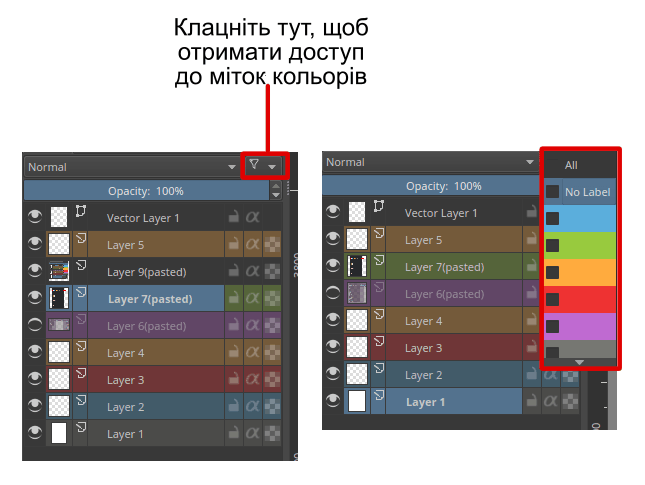 Клацніть тут, щоб
отримати доступ
до міток кольорів
Normal
Opacity: 100%
Vector Layer 1
Layer 5
Layer 9(pasted)
Layer 7(pasted)
Layer 6(pasted)
Layer 4
Layer 3
Layer 2
Layer 1
Normal
All
Opacity: 100%
No Label
Vector Layer 1
Layer 5
Layer 7(pasted)
Layer 6(pasted)
Layer 4
Layer 3
Layer 2
Layer 1